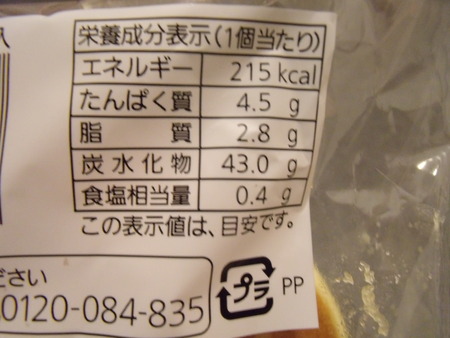 入
栄養成分表示(1個当たり)
エネルギー 215 kcal
たんぱく質 4.5 g
脂質 2.8 g
炭水化物 43.0 g
食塩相当量 0.4 g
この表示値は、目安です。
ださい
0120-084-835
プラ PP